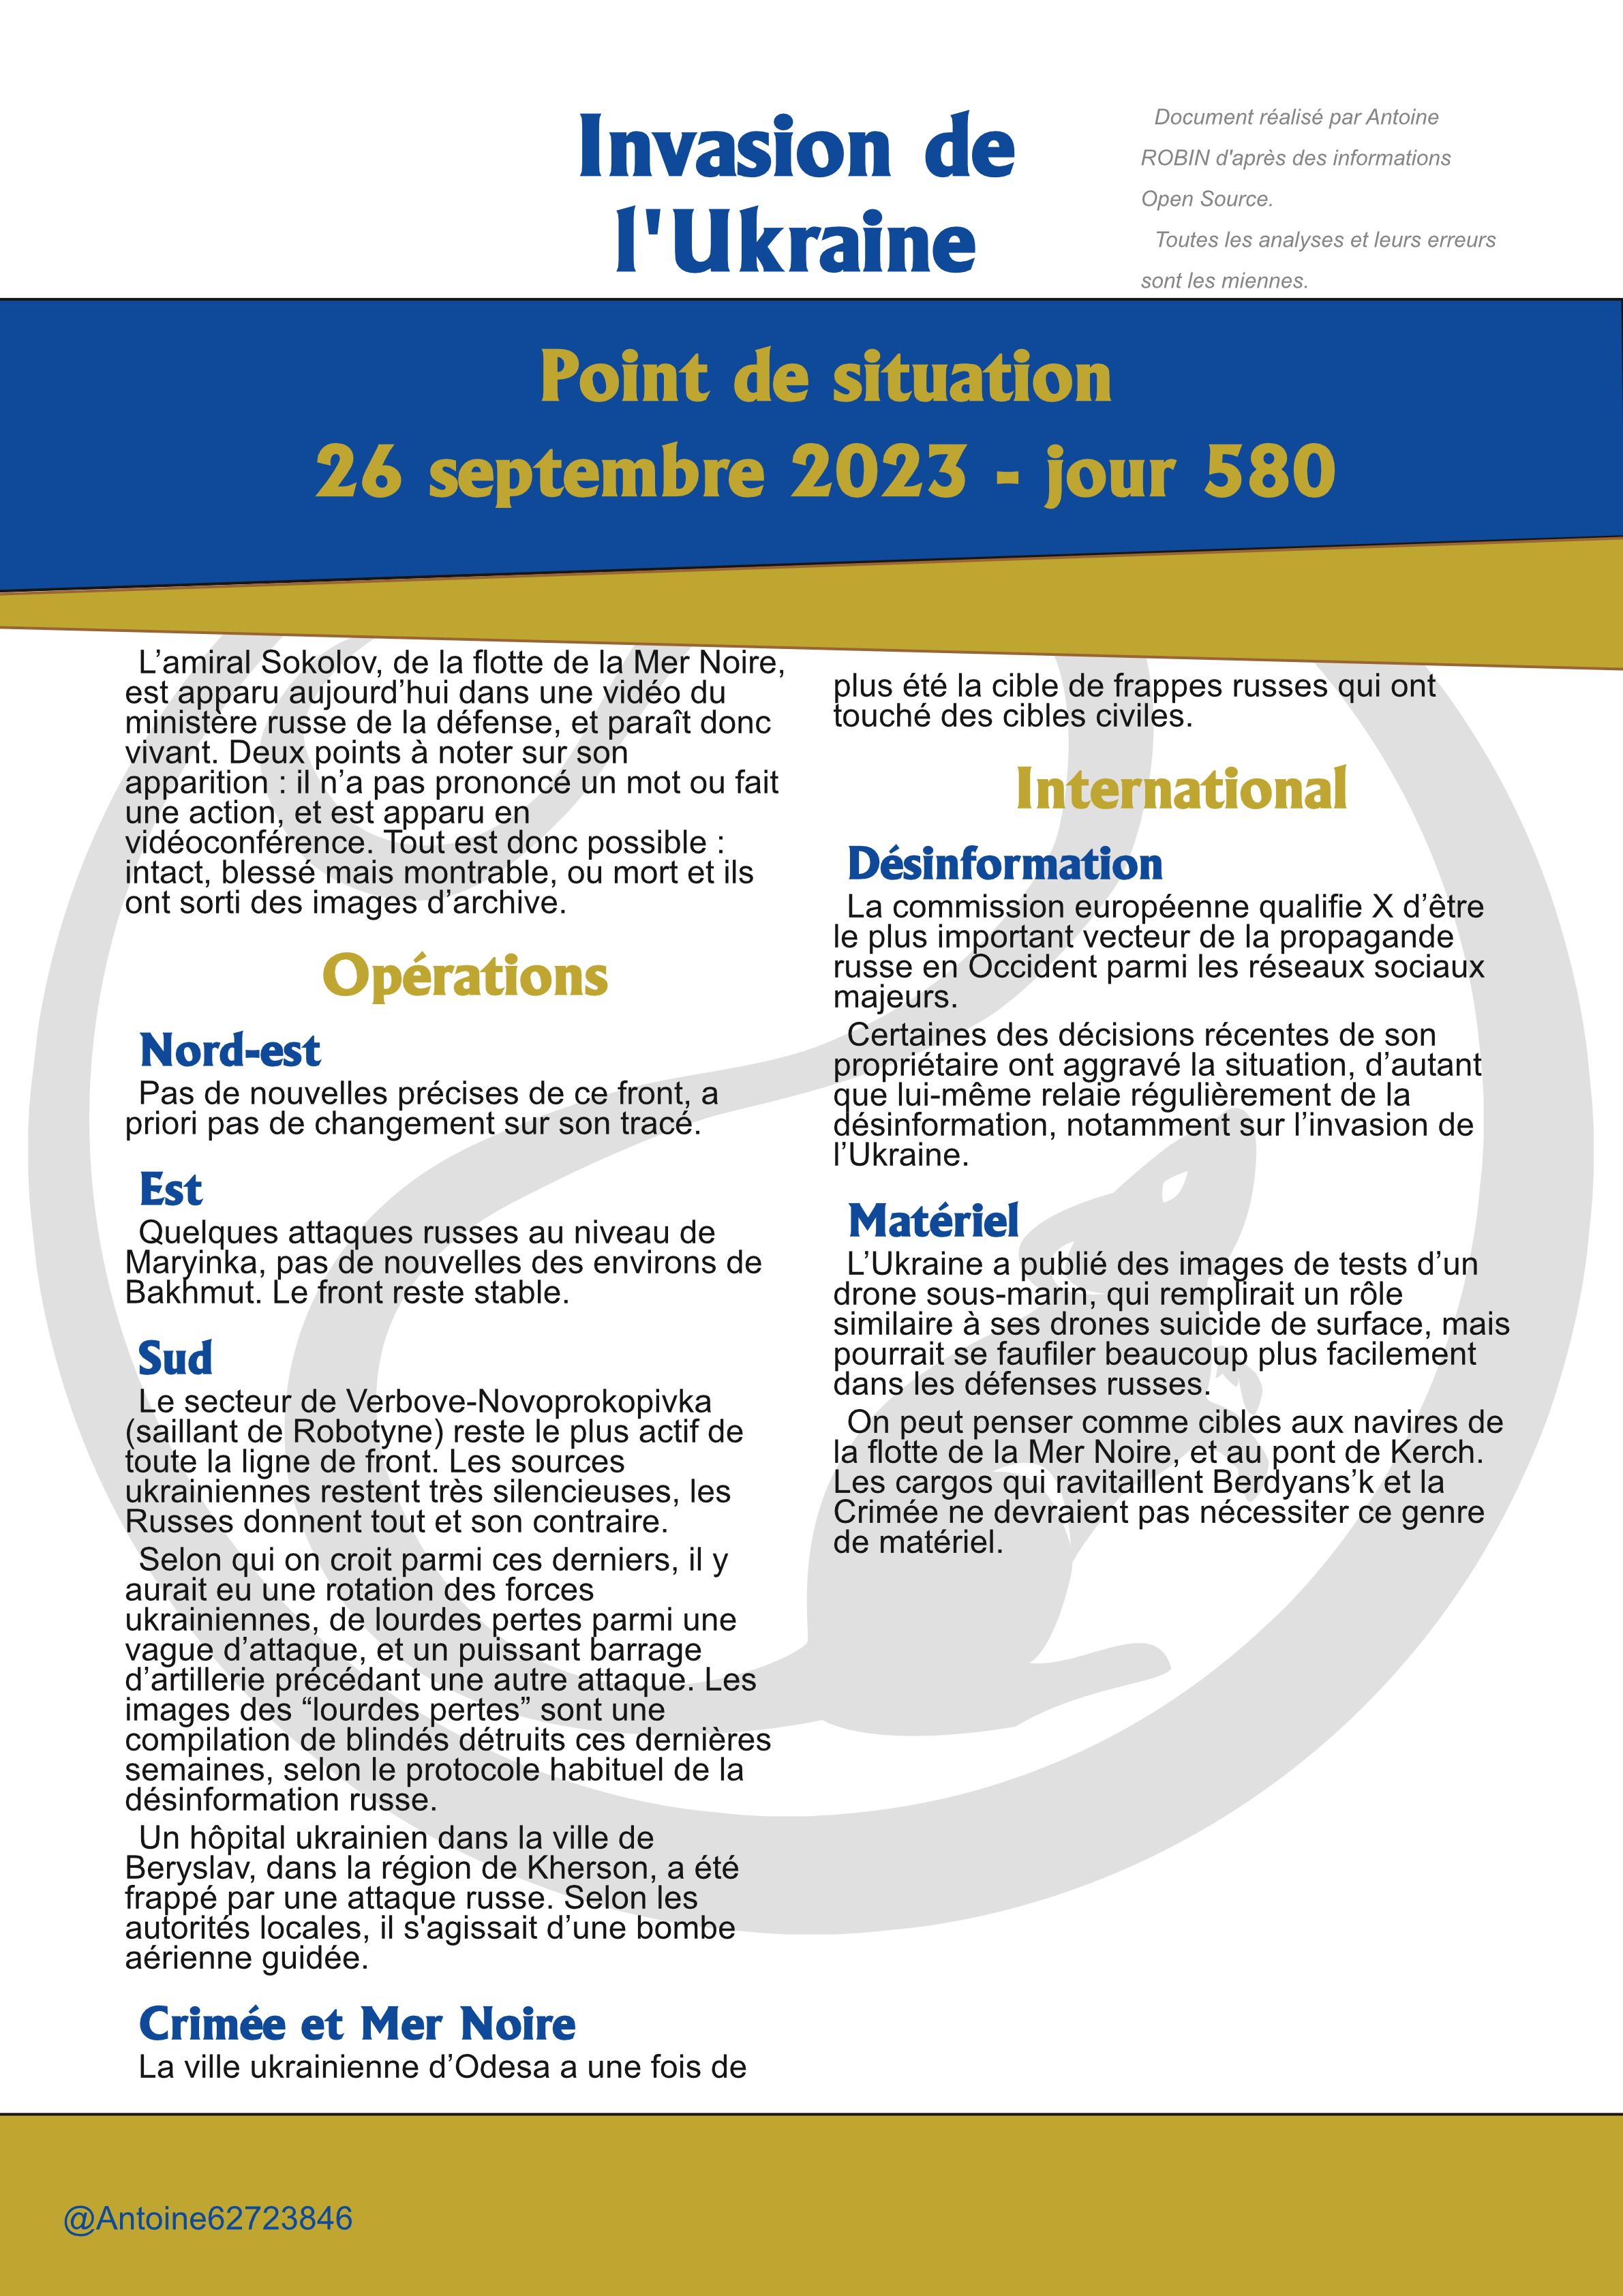 Invasion de
l'Ukraine
Document réalisé par Antoine
ROBIN d'après des informations
Open Source.
Toutes les analyses et leurs erreurs
sont les miennes.
Point de situation
26 septembre 2023 - jour 580
L’amiral Sokolov, de la flotte de la Mer Noire,
est apparu aujourd’hui dans une vidéo du
ministère russe de la défense, et paraît donc
vivant. Deux points à noter sur son
apparition : il n’a pas prononcé un mot ou fait
une action, et est apparu en
vidéoconférence. Tout est donc possible :
intact, blessé mais montrable, ou mort et ils
ont sorti des images d’archive.
Opérations
Nord-est
Pas de nouvelles précises de ce front, a
priori pas de changement sur son tracé.
Est
Quelques attaques russes au niveau de
Maryinka, pas de nouvelles des environs de
Bakhmut. Le front reste stable.
Sud
Le secteur de Verbove-Novoprokopivka
(saillant de Robotyne) reste le plus actif de
toute la ligne de front. Les sources
ukrainiennes restent très silencieuses, les
Russes donnent tout et son contraire.
Selon qui on croit parmi ces derniers, il y
aurait eu une rotation des forces
ukrainiennes, de lourdes pertes parmi une
vague d’attaque, et un puissant barrage
d’artillerie précédant une autre attaque. Les
images des “lourdes pertes” sont une
compilation de blindés détruits ces dernières
semaines, selon le protocole habituel de la
désinformation russe.
Un hôpital ukrainien dans la ville de
Beryslav, dans la région de Kherson, a été
frappé par une attaque russe. Selon les
autorités locales, il s'agissait d’une bombe
aérienne guidée.
Crimée et Mer Noire
La ville ukrainienne d’Odesa a une fois de
plus été la cible de frappes russes qui ont
touché des cibles civiles.
International
Désinformation
La commission européenne qualifie X d’être
le plus important vecteur de la propagande
russe en Occident parmi les réseaux sociaux
majeurs.
Certaines des décisions récentes de son
propriétaire ont aggravé la situation, d’autant
que lui-même relaie régulièrement de la
désinformation, notamment sur l’invasion de
l’Ukraine.
Matériel
L’Ukraine a publié des images de tests d’un
drone sous-marin, qui remplirait un rôle
similaire à ses drones suicide de surface, mais
pourrait se faufiler beaucoup plus facilement
dans les défenses russes.
On peut penser comme cibles aux navires de
la flotte de la Mer Noire, et au pont de Kerch.
Les cargos qui ravitaillent Berdyans’k et la
Crimée ne devraient pas nécessiter ce genre
de matériel.
@Antoine62723846